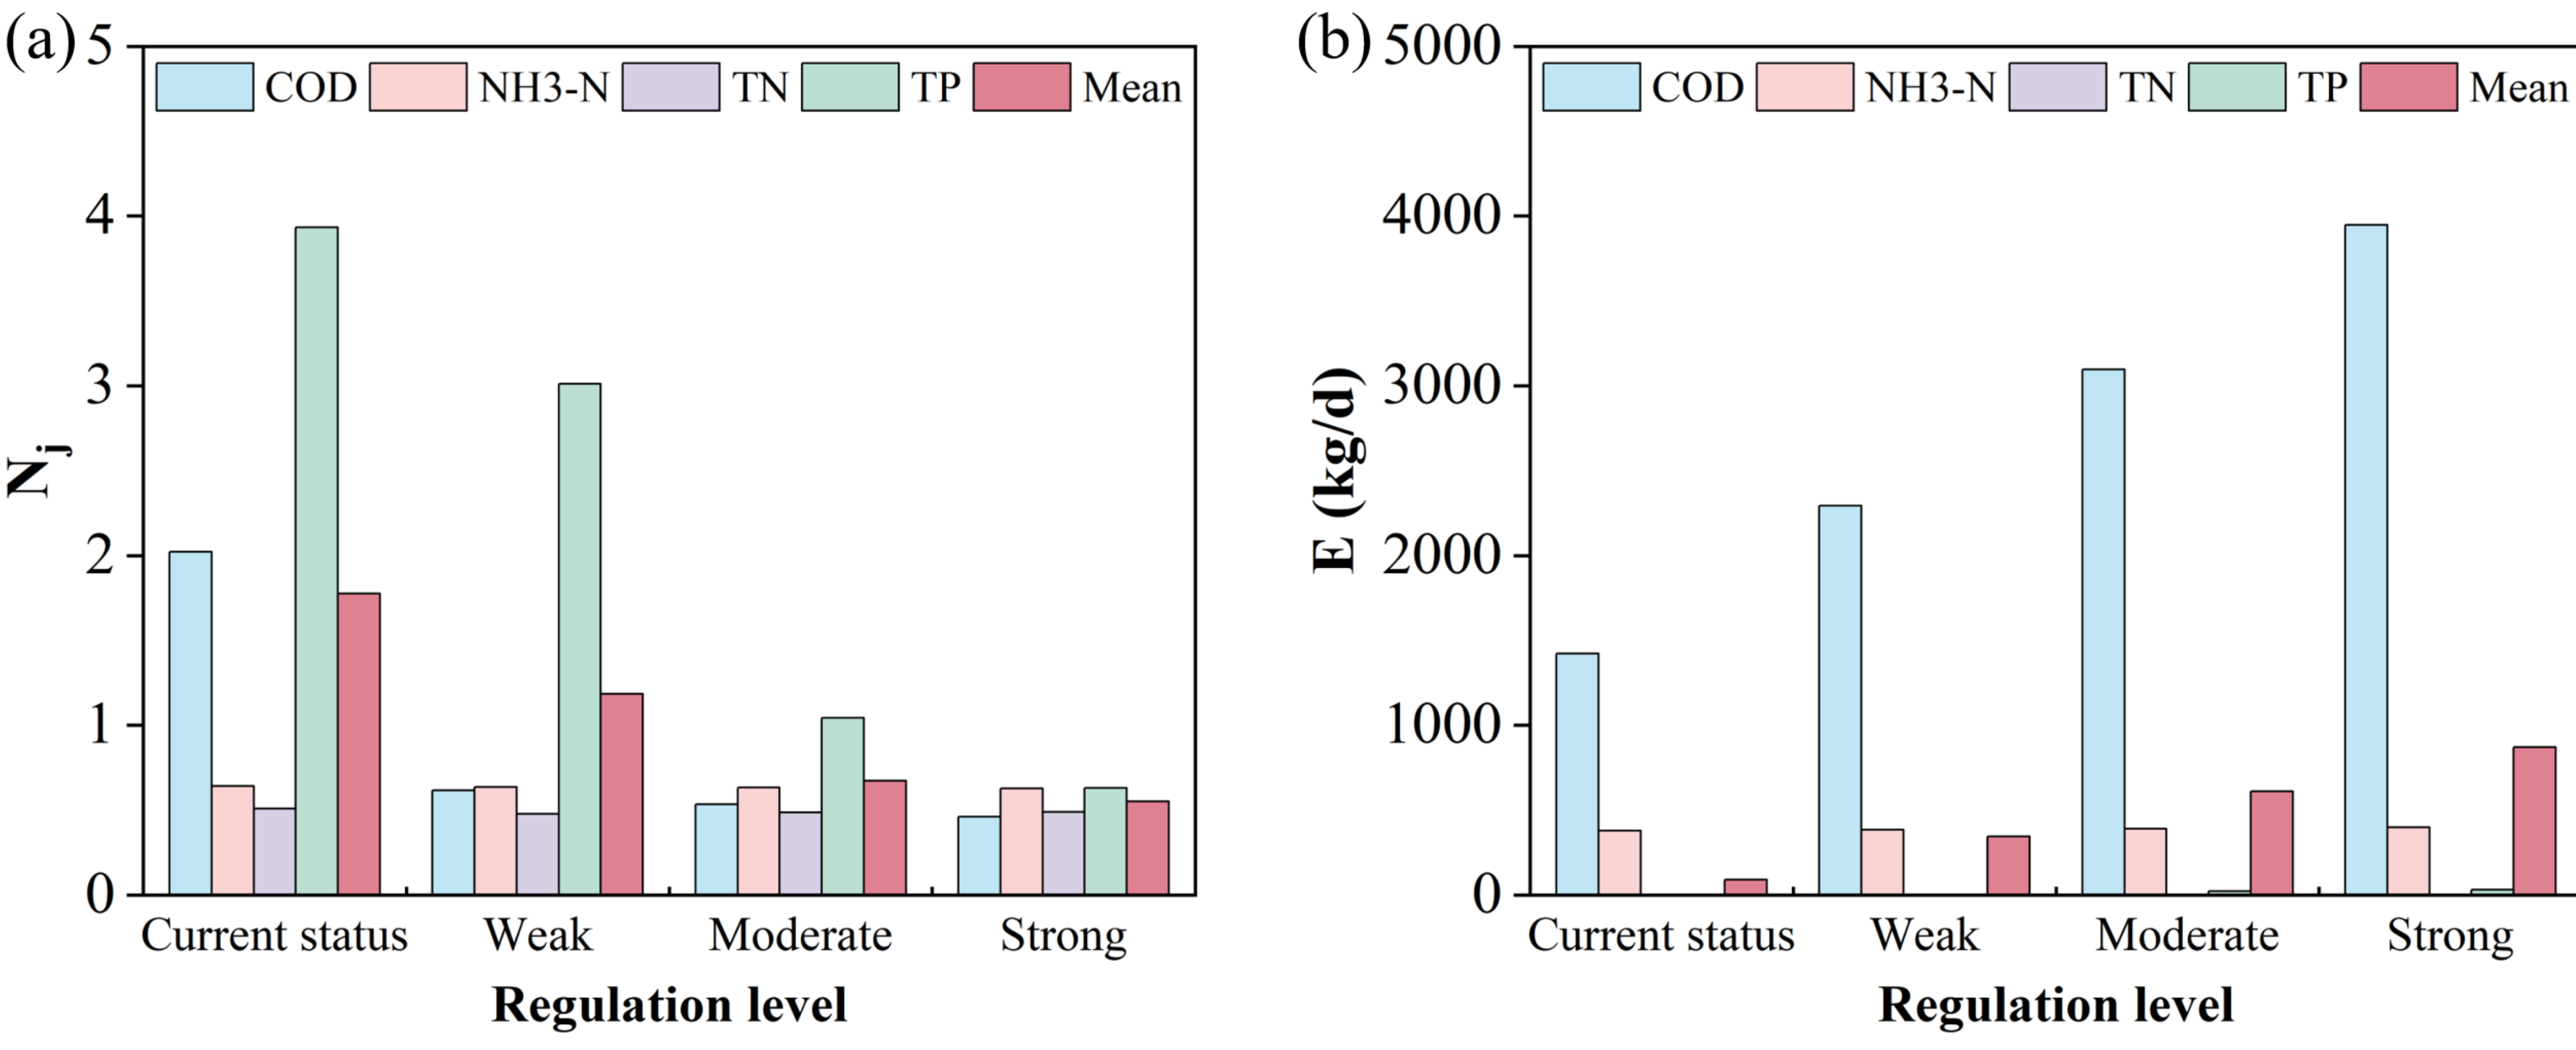 (a)
5
4
3
2
1
0
COD NH3-N TN TP Mean
Nj
Current status Weak Moderate Strong
Regulation level
(b)
5000
4000
3000
2000
1000
0
COD NH3-N TN TP Mean
E (kg/d)
Current status Weak Moderate Strong
Regulation level